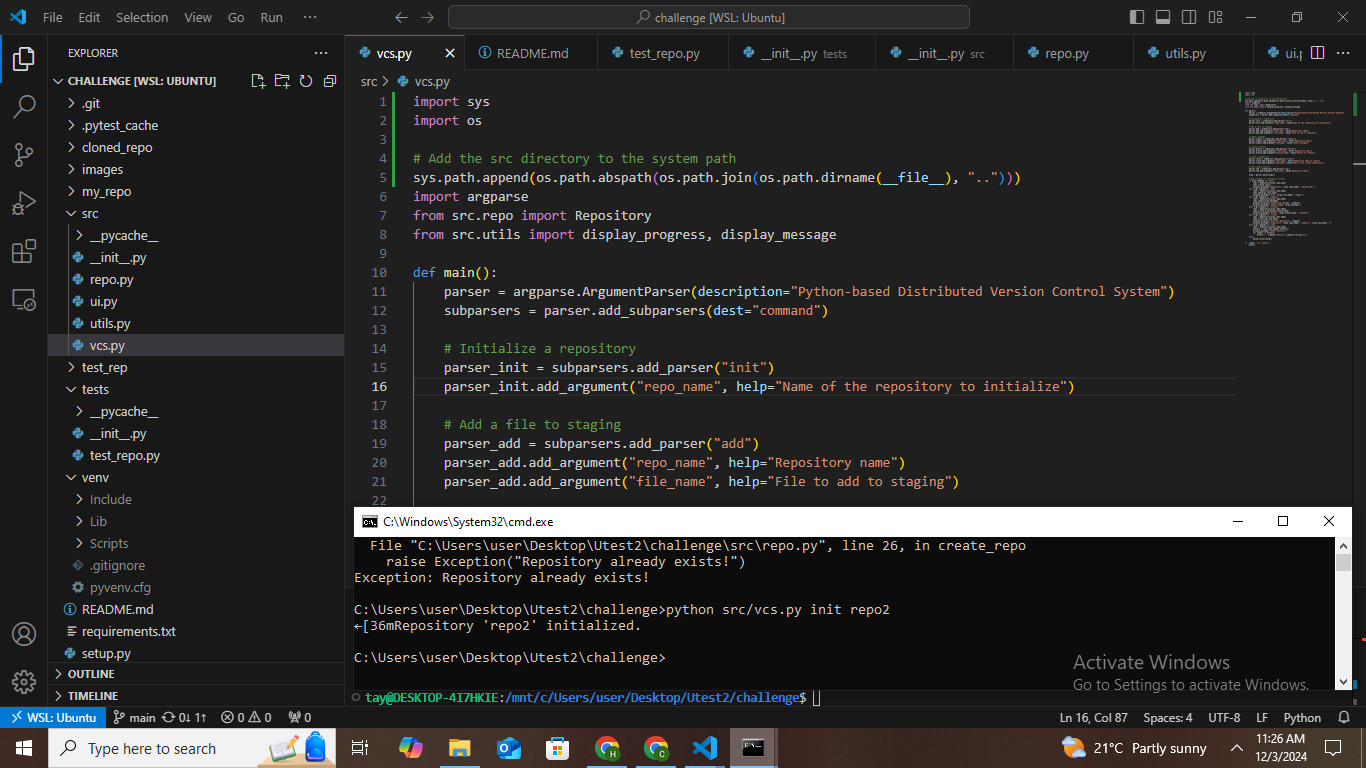 File Edit Selection View Go Run ···
challenge [WSL: Ubuntu]
EXPLORER ···
CHALLENGE [WSL: UBUNTU]
.git
.pytest_cache
cloned_repo
images
my_repo
src
__pycache__
__init__.py
repo.py
ui.py
utils.py
vcs.py
test_rep
tests
__pycache__
__init__.py
test_repo.py
venv
Include
Lib
Scripts
.gitignore
pyvenv.cfg
README.md
requirements.txt
setup.py
OUTLINE
TIMELINE
vcs.py README.md test_repo.py __init__.py tests __init__.py src repo.py utils.py ui.p ···
src > vcs.py
1 import sys
2 import os
3
4 # Add the src directory to the system path
5 sys.path.append(os.path.abspath(os.path.join(os.path.dirname(__file__), "..")))
6 import argparse
7 from src.repo import Repository
8 from src.utils import display_progress, display_message
9
10 def main():
11 parser = argparse.ArgumentParser(description="Python-based Distributed Version Control System")
12 subparsers = parser.add_subparsers(dest="command")
13
14 # Initialize a repository
15 parser_init = subparsers.add_parser("init")
16 parser_init.add_argument("repo_name", help="Name of the repository to initialize")
17
18 # Add a file to staging
19 parser_add = subparsers.add_parser("add")
20 parser_add.add_argument("repo_name", help="Repository name")
21 parser_add.add_argument("file_name", help="File to add to staging")
22
C:\Windows\System32\cmd.exe
File "C:\Users\user\Desktop\Utest2\challenge\src\repo.py", line 26, in create_repo
raise Exception("Repository already exists!")
Exception: Repository already exists!
C:\Users\user\Desktop\Utest2\challenge>python src/vcs.py init repo2
←[36mRepository 'repo2' initialized.
C:\Users\user\Desktop\Utest2\challenge>
Activate Windows
Go to Settings to activate Windows.
tay@DESKTOP-4I7HKIE:/mnt/c/Users/user/Desktop/Utest2/challenge$
WSL: Ubuntu main 0↓ 1↑ 0 0 0 Ln 16, Col 87 Spaces: 4 UTF-8 LF Python
Type here to search
21°C Partly sunny
11:26 AM
12/3/2024